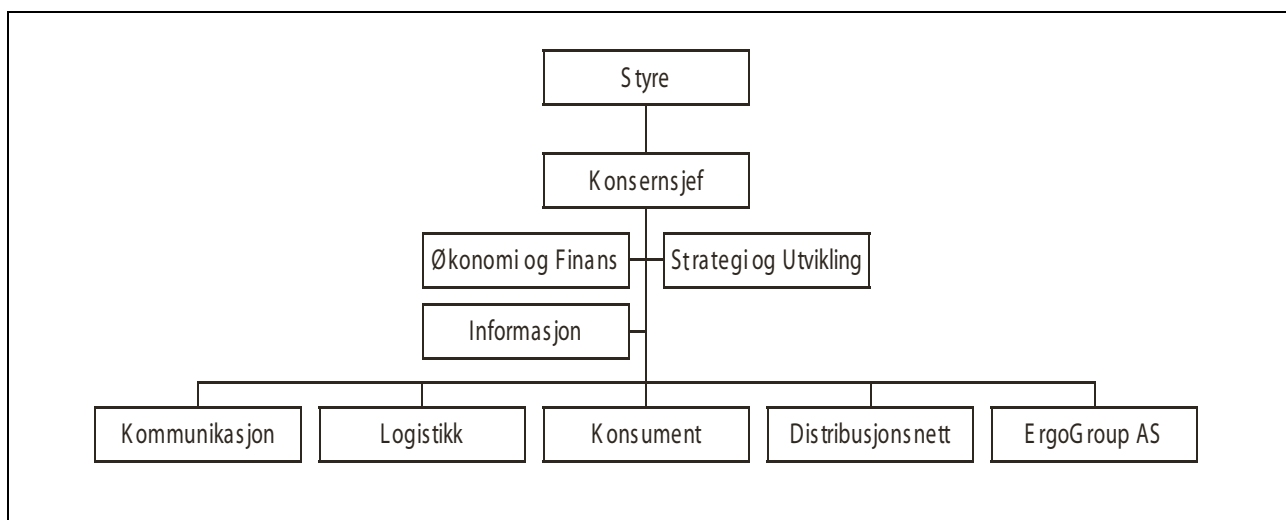 Styre
Konsernsjef
Økonomi og Finans
Strategi og Utvikling
Informasjon
Kommunikasjon
Logistikk
Konsument
Distribusjonsnett
ErgoGroup AS